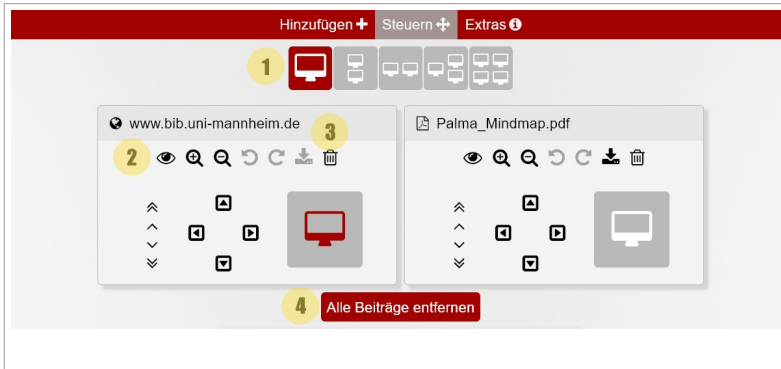 Hinzufügen Steuern Extras
1
www.bib.uni-mannheim.de Palma_Mindmap.pdf
3
2
4 Alle Beiträge entfernen